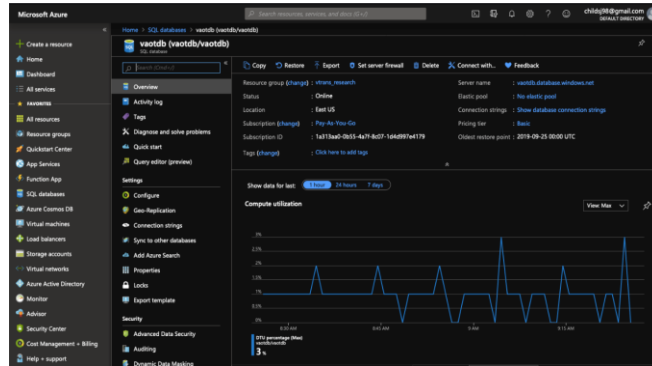 Microsoft Azure
Search resources, services, and docs (G+/)
childsj98@gmail.com
DEFAULT DIRECTORY
Create a resource
Home
Dashboard
All services
FAVORITES
All resources
Resource groups
Quickstart Center
App Services
Function App
SQL databases
Azure Cosmos DB
Virtual machines
Load balancers
Storage accounts
Virtual networks
Azure Active Directory
Monitor
Advisor
Security Center
Cost Management + Billing
Help + support
Home > SQL databases > vaotdb (vaotdb/vaotdb)
vaotdb (vaotdb/vaotdb)
SQL database
Search (Cmd+/)
Overview
Activity log
Tags
Diagnose and solve problems
Quick start
Query editor (preview)
Settings
Configure
Geo-Replication
Connection strings
Sync to other databases
Add Azure Search
Properties
Locks
Export template
Security
Advanced Data Security
Auditing
Dynamic Data Masking
Copy Restore Export Set server firewall Delete Connect with... Feedback
Resource group (change) : vtrans_research
Status : Online
Location : East US
Subscription (change) : Pay-As-You-Go
Subscription ID : 1a313aa0-0b55-4a7f-8c07-1d4d997e4179
Tags (change) : Click here to add tags
Server name : vaotdb.database.windows.net
Elastic pool : No elastic pool
Connection strings : Show database connection strings
Pricing tier : Basic
Oldest restore point : 2019-09-25 00:00 UTC
Show data for last: 1 hour 24 hours 7 days
Compute utilization
View: Max
3%
2.5%
2%
1.5%
1%
0.5%
0%
8:30 AM 8:45 AM 9 AM 9:15 AM
DTU percentage (Max)
vaotdb/vaotdb
3 %